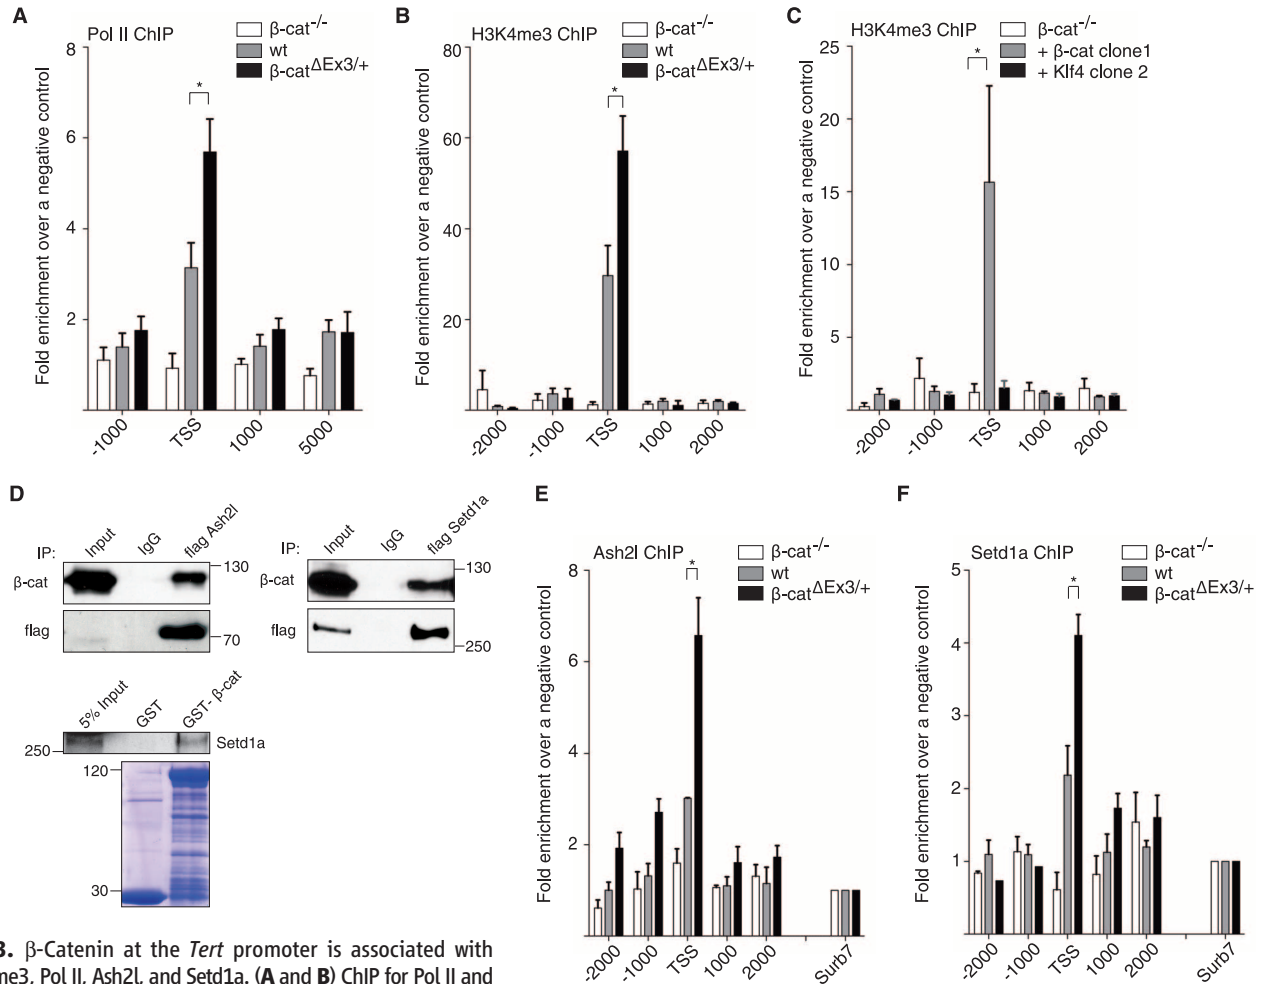 A
Pol II ChIP
β-cat-/-
wt
β-catΔEx3/+
Fold enrichment over a negative control
8
6
4
2
*
-1000
TSS
1000
5000
B
H3K4me3 ChIP
β-cat-/-
wt
β-catΔEx3/+
Fold enrichment over a negative control
80
60
40
20
*
-2000
-1000
TSS
1000
2000
C
H3K4me3 ChIP
β-cat-/-
+ β-cat clone1
+ Klf4 clone 2
Fold enrichment over a negative control
25
20
15
10
5
*
-2000
-1000
TSS
1000
2000
D
IP:
Input
IgG
flag Ash2l
β-cat
130
flag
70
IP:
Input
IgG
flag Setd1a
β-cat
130
flag
250
5% Input
GST
GST- β-cat
250
Setd1a
120
30
E
Ash2l ChIP
β-cat-/-
wt
β-catΔEx3/+
Fold enrichment over a negative control
8
6
4
2
*
-2000
-1000
TSS
1000
2000
Surb7
F
Setd1a ChIP
β-cat-/-
wt
β-catΔEx3/+
Fold enrichment over a negative control
5
4
3
2
1
*
-2000
-1000
TSS
1000
2000
Surb7
3. β-Catenin at the Tert promoter is associated with
me3, Pol II, Ash2l, and Setd1a. (A and B) ChIP for Pol II and